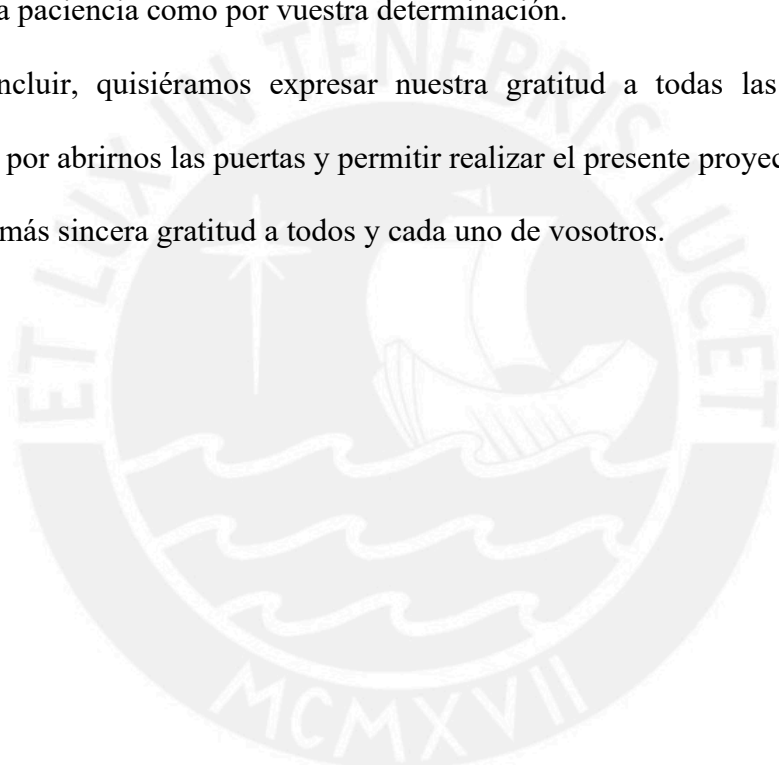 a paciencia como por vuestra determinación.
ncluir, quisiéramos expresar nuestra gratitud a todas las
por abrirnos las puertas y permitir realizar el presente proyec
más sincera gratitud a todos y cada uno de vosotros.
ET LUX IN TENEBRIS LUCET
MCMXVII